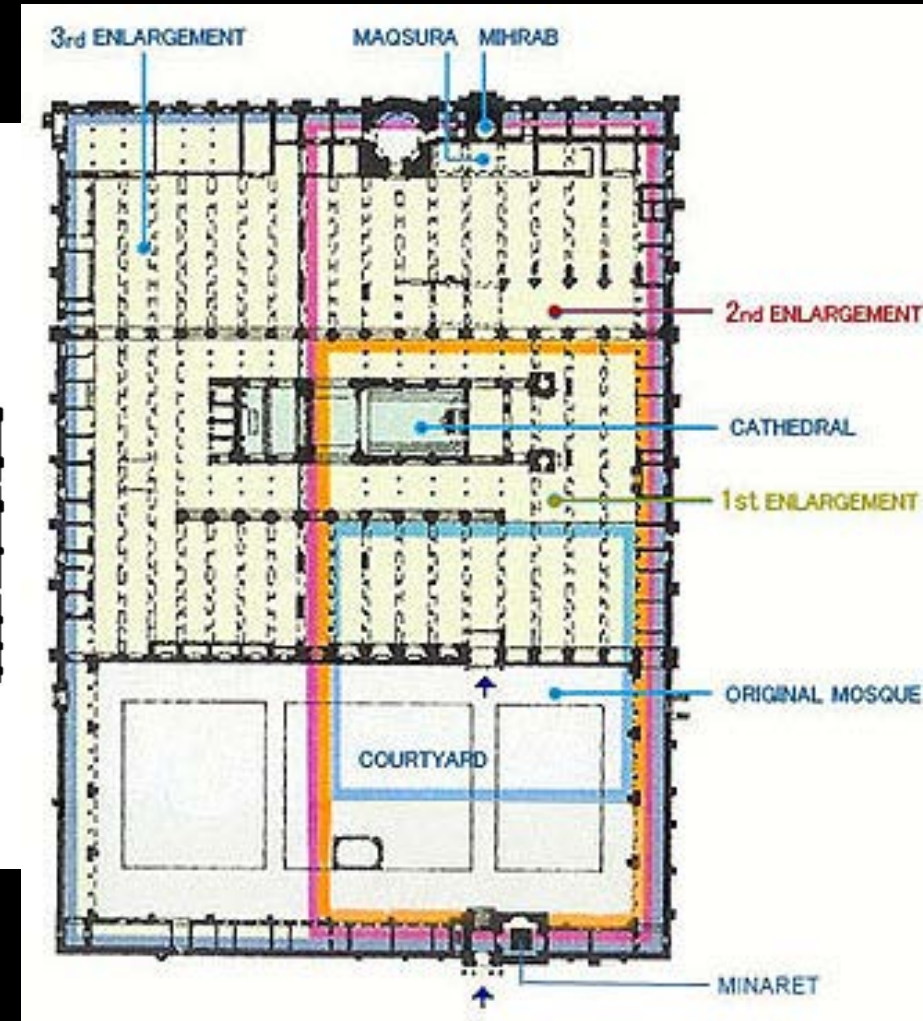 3rd ENLARGEMENT
MAQSURA
MIHRAB
2nd ENLARGEMENT
CATHEDRAL
1st ENLARGEMENT
ORIGINAL MOSQUE
COURTYARD
MINARET